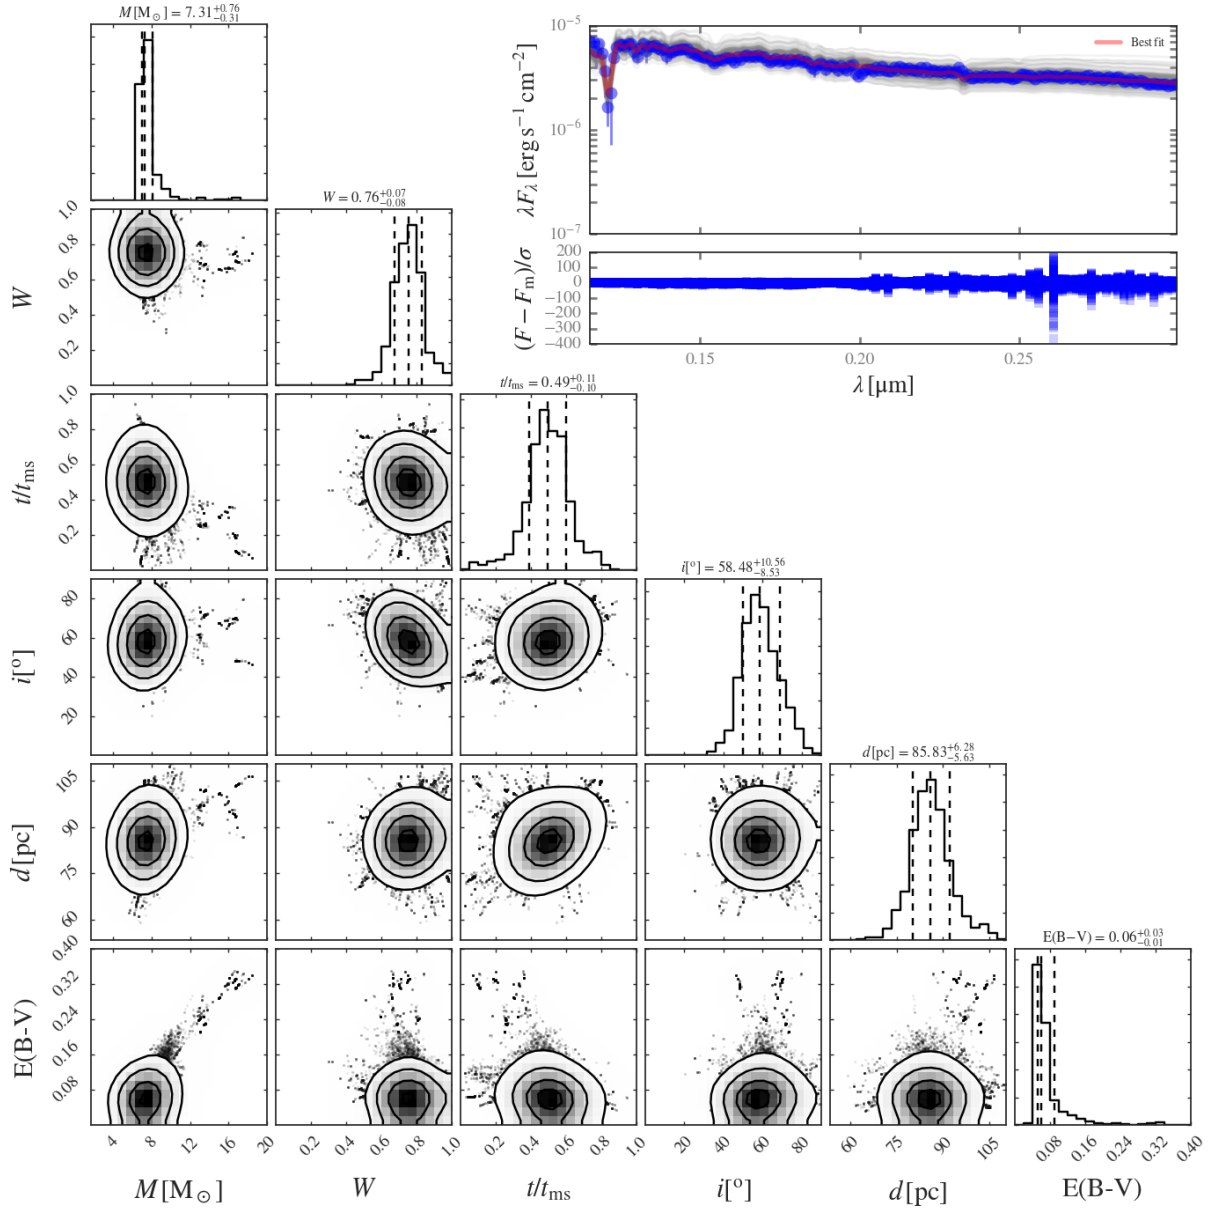 M[M⊙] = 7.31 +0.76 −0.31
10⁻⁵
Best fit
10⁻⁶
λFλ [erg s⁻¹ cm⁻²]
10⁻⁷
W = 0.76 +0.07 −0.08
1.0
0.8
0.6
0.4
0.2
W
200
100
0
−100
−200
−300
−400
(F − Fm)/σ
0.15 0.20 0.25
λ [μm]
t/tms = 0.49 +0.11 −0.10
1.0
0.8
0.6
0.4
0.2
t/tms
i[°] = 58.48 +10.56 −8.53
80
60
40
20
i[°]
d[pc] = 85.83 +6.28 −5.63
105
90
75
60
d[pc]
E(B−V) = 0.06 +0.03 −0.01
0.40
0.32
0.24
0.16
0.08
E(B-V)
4 8 12 16 20 0.2 0.4 0.6 0.8 1.0 0.2 0.4 0.6 0.8 1.0 20 40 60 80 60 75 90 105 0.08 0.16 0.24 0.32 0.40
M[M⊙] W t/tms i[°] d[pc] E(B-V)